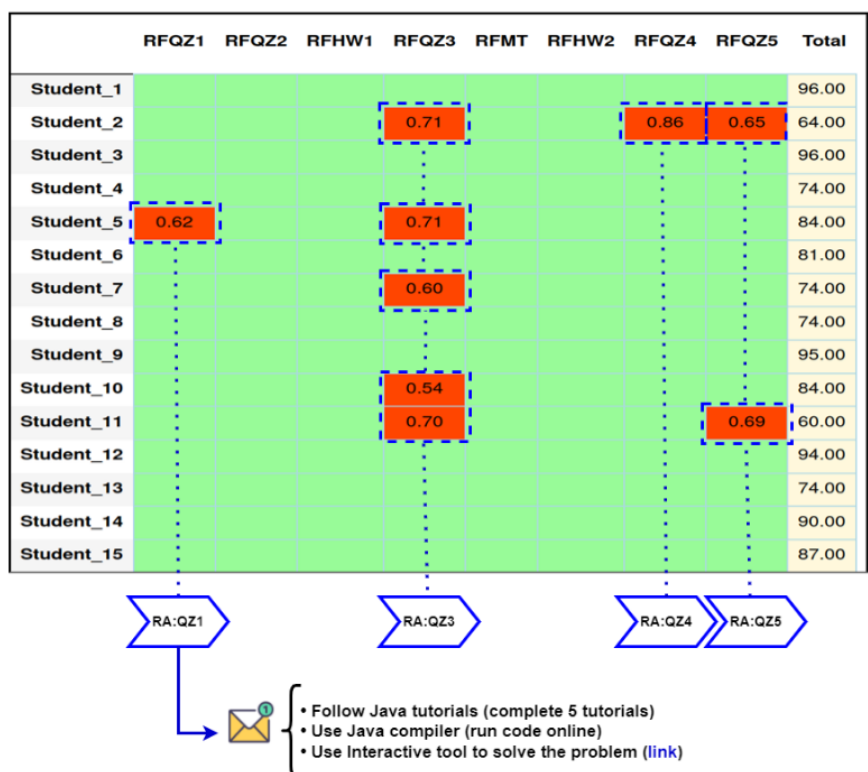 RFQZ1 RFQZ2 RFHW1 RFQZ3 RFMT RFHW2 RFQZ4 RFQZ5 Total
Student_1 96.00
Student_2 0.71 0.86 0.65 64.00
Student_3 96.00
Student_4 74.00
Student_5 0.62 0.71 84.00
Student_6 81.00
Student_7 0.60 74.00
Student_8 74.00
Student_9 95.00
Student_10 0.54 84.00
Student_11 0.70 0.69 60.00
Student_12 94.00
Student_13 74.00
Student_14 90.00
Student_15 87.00
RA:QZ1 RA:QZ3 RA:QZ4 RA:QZ5
1
• Follow Java tutorials (complete 5 tutorials)
• Use Java compiler (run code online)
• Use Interactive tool to solve the problem (link)